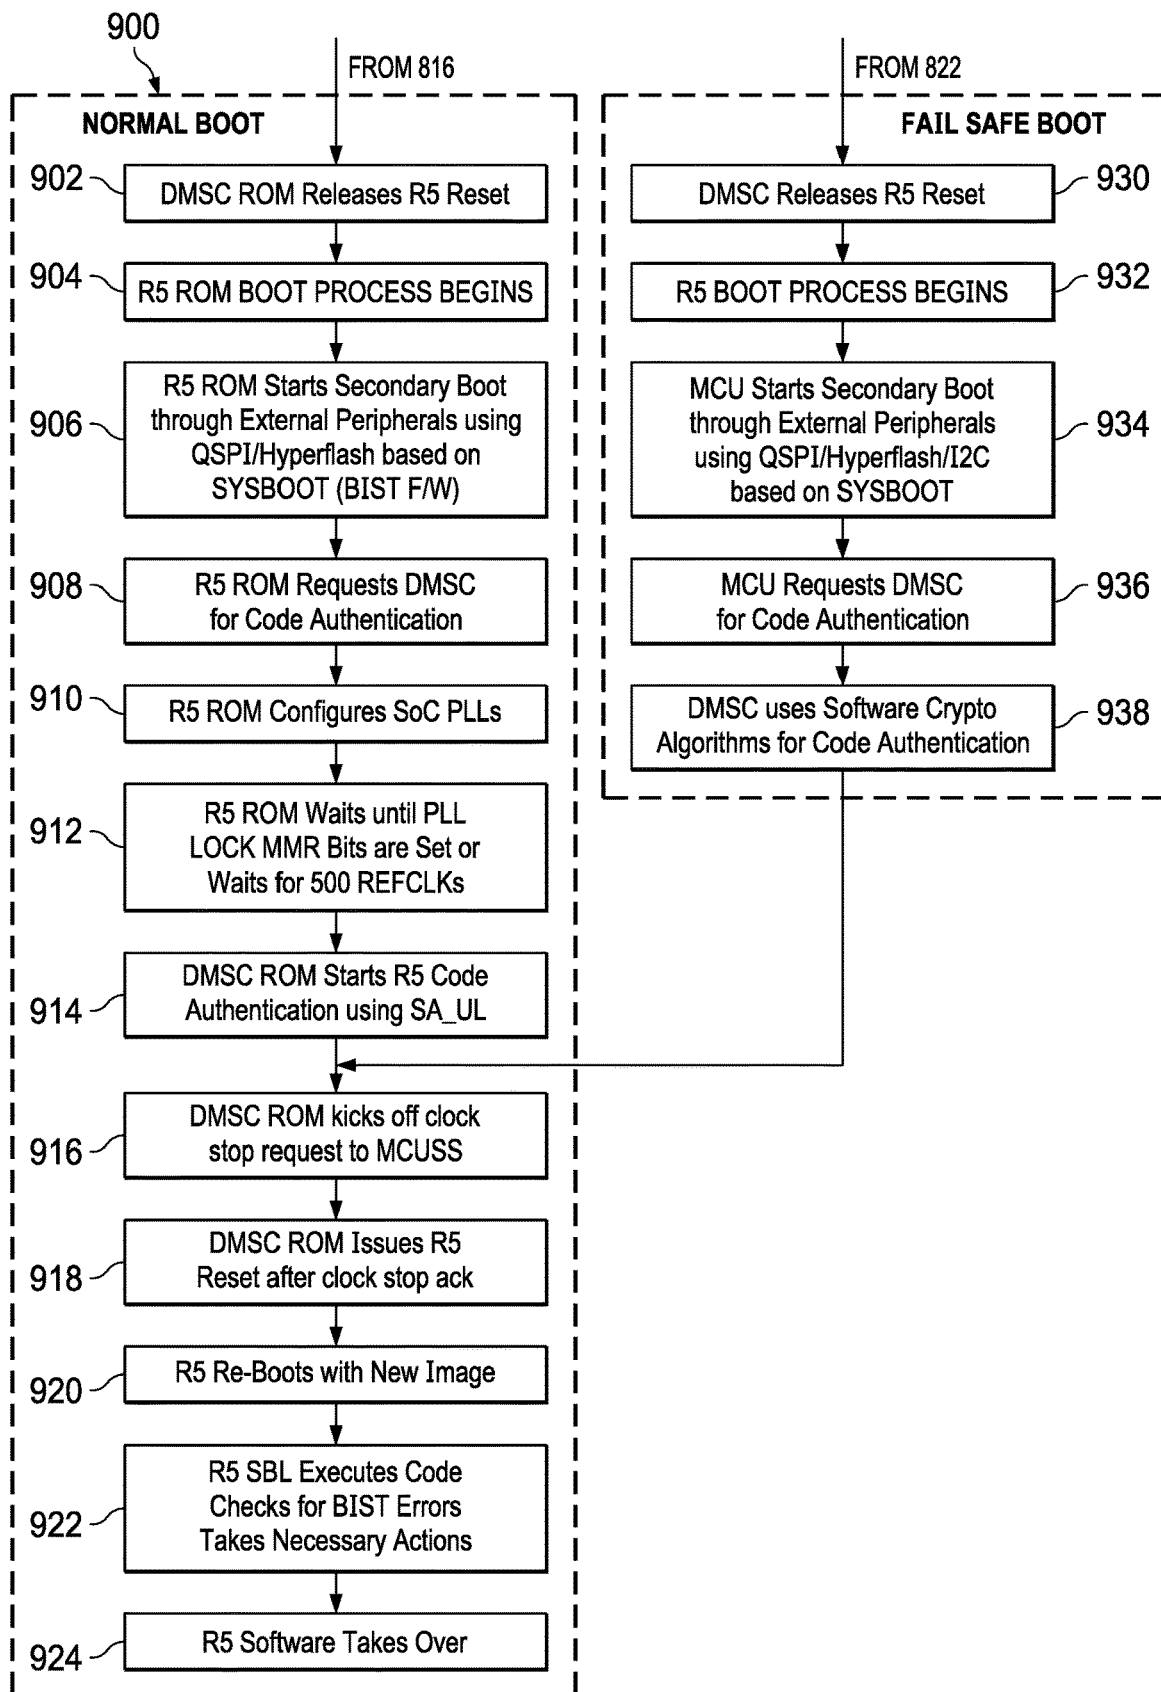 900
FROM 816
NORMAL BOOT
902
DMSC ROM Releases R5 Reset
904
R5 ROM BOOT PROCESS BEGINS
906
R5 ROM Starts Secondary Boot
through External Peripherals using
QSPI/Hyperflash based on
SYSBOOT (BIST F/W)
908
R5 ROM Requests DMSC
for Code Authentication
910
R5 ROM Configures SoC PLLs
912
R5 ROM Waits until PLL
LOCK MMR Bits are Set or
Waits for 500 REFCLKs
914
DMSC ROM Starts R5 Code
Authentication using SA_UL
916
DMSC ROM kicks off clock
stop request to MCUSS
918
DMSC ROM Issues R5
Reset after clock stop ack
920
R5 Re-Boots with New Image
922
R5 SBL Executes Code
Checks for BIST Errors
Takes Necessary Actions
924
R5 Software Takes Over
FROM 822
FAIL SAFE BOOT
DMSC Releases R5 Reset
930
R5 BOOT PROCESS BEGINS
932
MCU Starts Secondary Boot
through External Peripherals
using QSPI/Hyperflash/I2C
based on SYSBOOT
934
MCU Requests DMSC
for Code Authentication
936
DMSC uses Software Crypto
Algorithms for Code Authentication
938